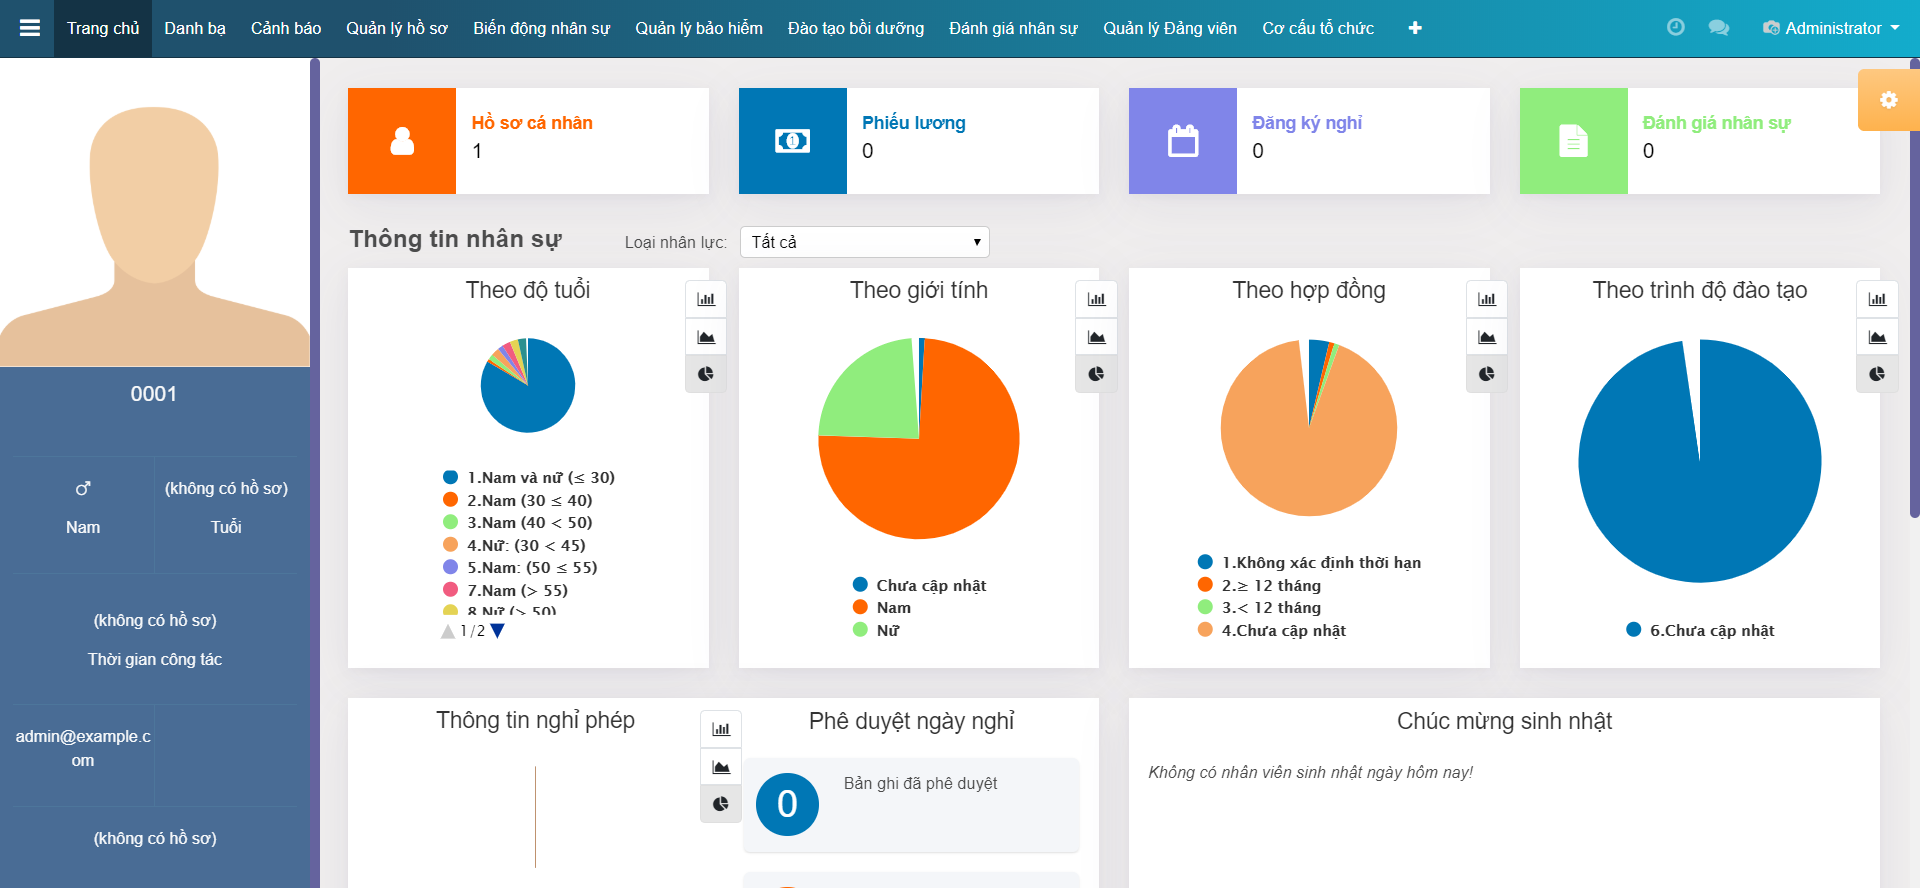 Trang chủ Danh bạ Cảnh báo Quản lý hồ sơ Biến động nhân sự Quản lý bảo hiểm Đào tạo bồi dưỡng Đánh giá nhân sự Quản lý Đảng viên Cơ cấu tổ chức Administrator
Hồ sơ cá nhân
1
Phiếu lương
0
Đăng ký nghỉ
0
Đánh giá nhân sự
0
0001
Nam
(không có hồ sơ)
Tuổi
(không có hồ sơ)
Thời gian công tác
admin@example.c
om
(không có hồ sơ)
Thông tin nhân sự
Loại nhân lực: Tất cả
Theo độ tuổi
1.Nam và nữ (≤ 30)
2.Nam (30 ≤ 40)
3.Nam (40 < 50)
4.Nữ: (30 < 45)
5.Nam: (50 ≤ 55)
7.Nam (> 55)
8.Nữ (> 50)
1/2
Theo giới tính
Chưa cập nhật
Nam
Nữ
Theo hợp đồng
1.Không xác định thời hạn
2.≥ 12 tháng
3.< 12 tháng
4.Chưa cập nhật
Theo trình độ đào tạo
6.Chưa cập nhật
Thông tin nghỉ phép
Phê duyệt ngày nghỉ
0
Bản ghi đã phê duyệt
Chúc mừng sinh nhật
Không có nhân viên sinh nhật ngày hôm nay!